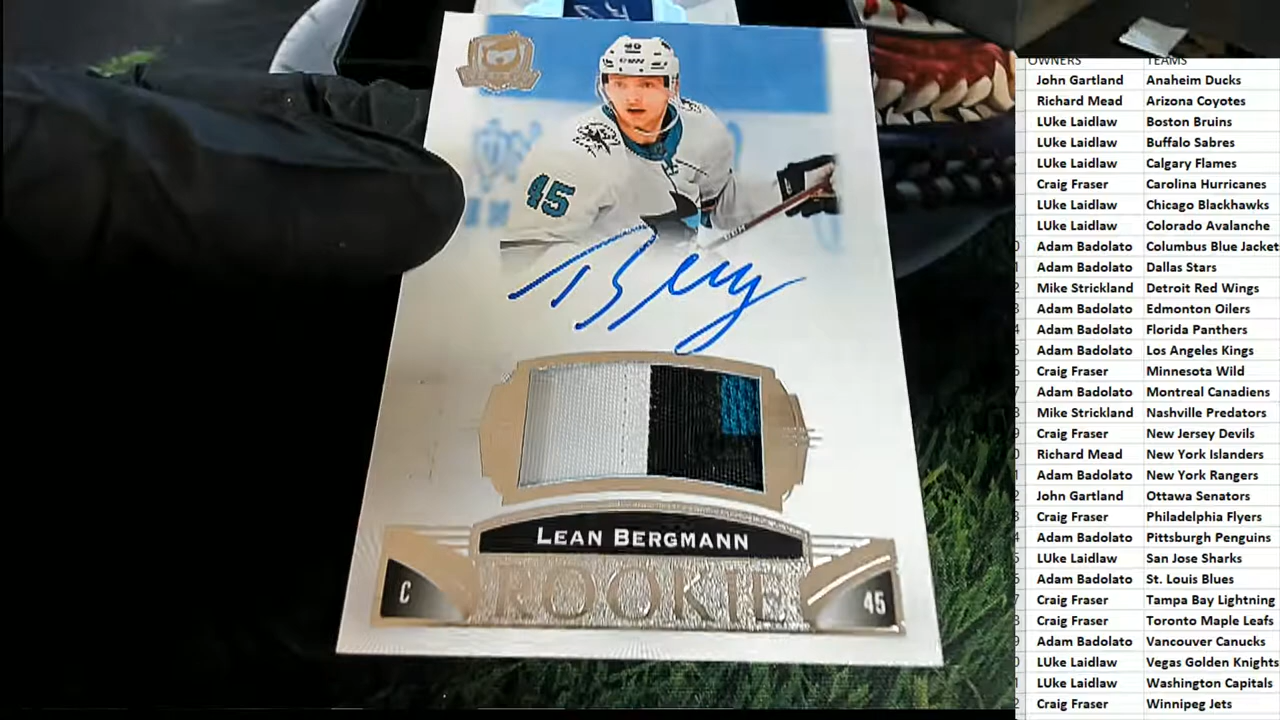 45
LEAN BERGMANN
ROOKIE
C
45
OWNERS TEAMS
John Gartland Anaheim Ducks
Richard Mead Arizona Coyotes
LUke Laidlaw Boston Bruins
LUke Laidlaw Buffalo Sabres
LUke Laidlaw Calgary Flames
Craig Fraser Carolina Hurricanes
LUke Laidlaw Chicago Blackhawks
LUke Laidlaw Colorado Avalanche
Adam Badolato Columbus Blue Jacket
Adam Badolato Dallas Stars
Mike Strickland Detroit Red Wings
Adam Badolato Edmonton Oilers
Adam Badolato Florida Panthers
Adam Badolato Los Angeles Kings
Craig Fraser Minnesota Wild
Adam Badolato Montreal Canadiens
Mike Strickland Nashville Predators
Craig Fraser New Jersey Devils
Richard Mead New York Islanders
Adam Badolato New York Rangers
John Gartland Ottawa Senators
Craig Fraser Philadelphia Flyers
Adam Badolato Pittsburgh Penguins
LUke Laidlaw San Jose Sharks
Adam Badolato St. Louis Blues
Craig Fraser Tampa Bay Lightning
Craig Fraser Toronto Maple Leafs
Adam Badolato Vancouver Canucks
LUke Laidlaw Vegas Golden Knights
LUke Laidlaw Washington Capitals
Craig Fraser Winnipeg Jets